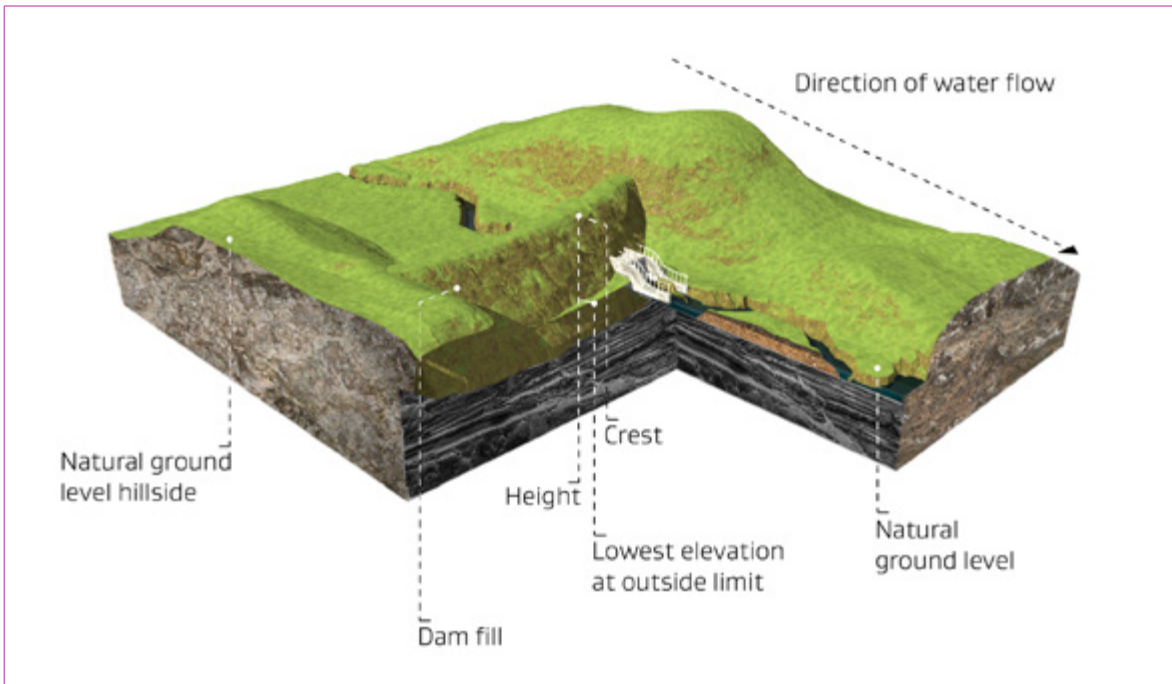 Direction of water flow
Crest
Natural ground
level hillside
Height
Natural
ground level
Lowest elevation
at outside limit
Dam fill